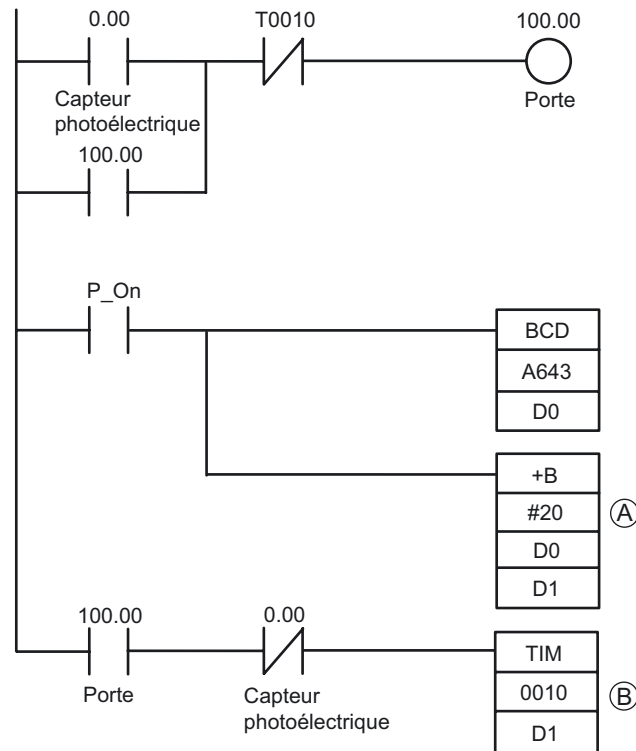 0.00 T0010 100.00
Capteur
photoélectrique
Porte
100.00
P_On
BCD
A643
D0
+B
#20
D0
D1
A
100.00 0.00
Porte
Capteur
photoélectrique
TIM
0010
D1
B